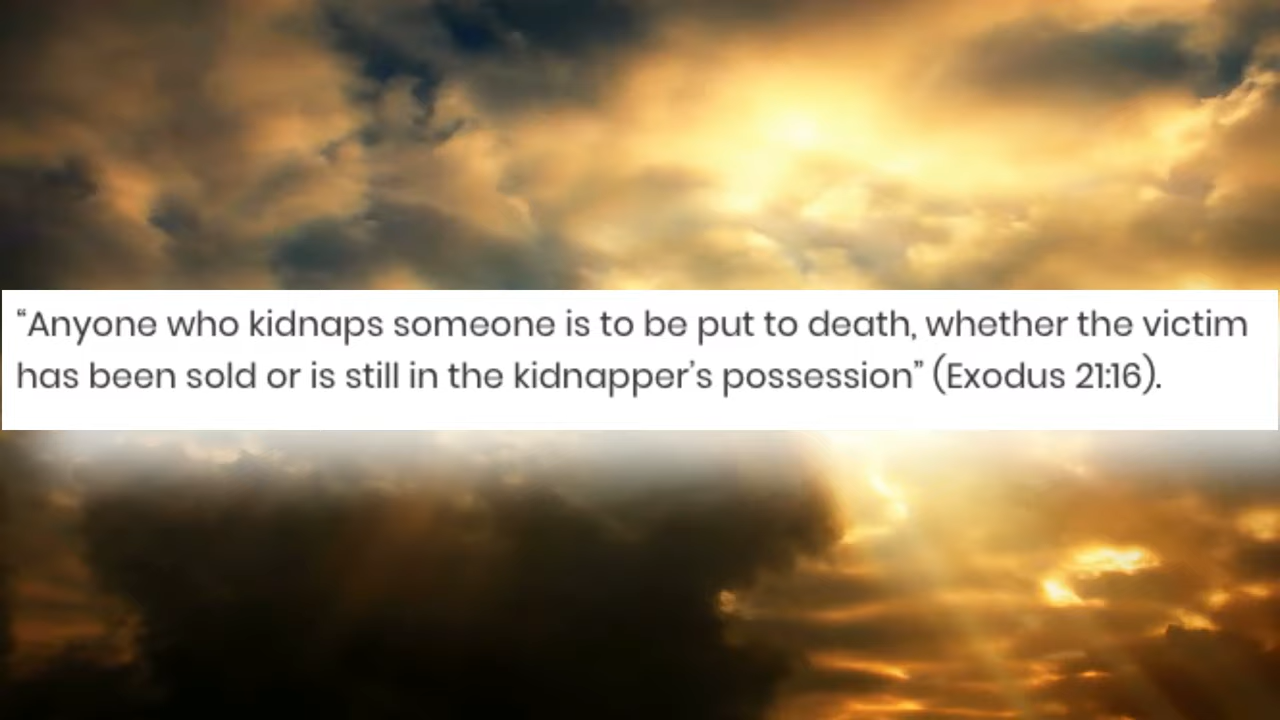 “Anyone who kidnaps someone is to be put to death, whether the victim
has been sold or is still in the kidnapper’s possession” (Exodus 21:16).